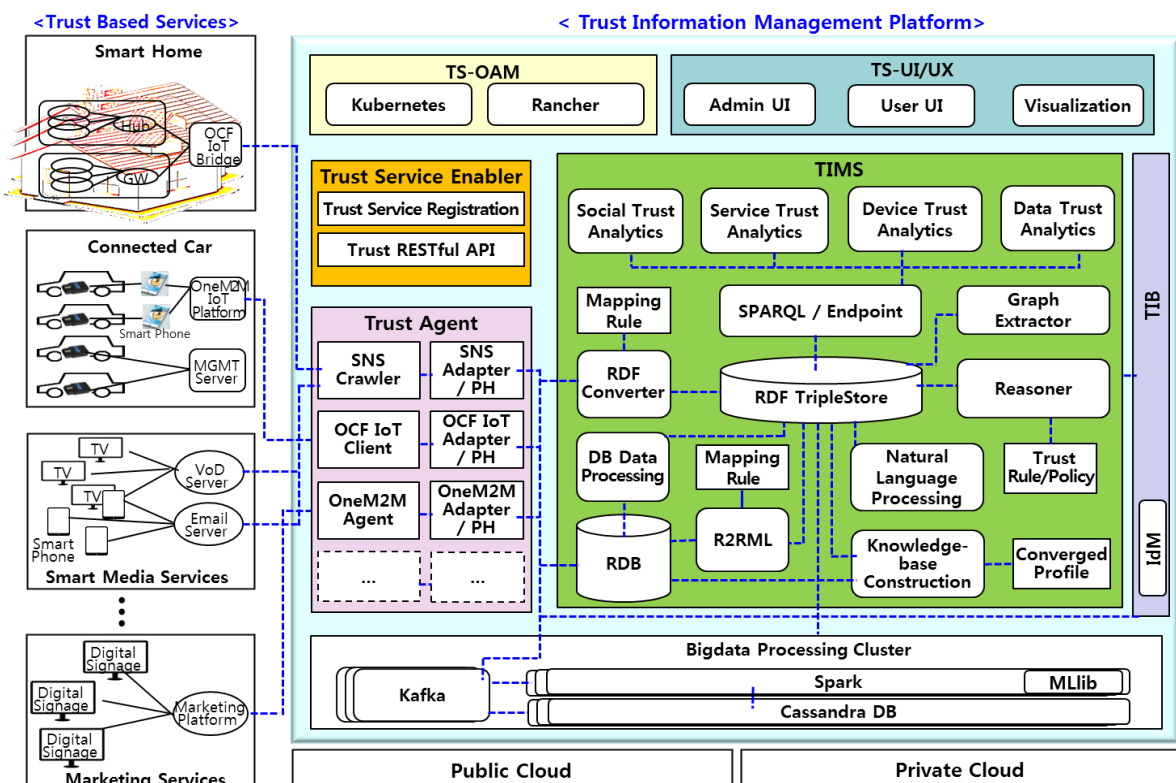 <Trust Based Services>
< Trust Information Management Platform>
Smart Home
Hub
GW
OCF
IoT
Bridge
Connected Car
OneM2M
IoT
Platform
Smart Phone
MGMT
Server
TV
TV
TV
VoD
Server
Email
Server
Smart
Phone
Smart Media Services
Digital
Signage
Digital
Signage
Digital
Signage
Marketing
Platform
Marketing Services
TS-OAM
Kubernetes
Rancher
TS-UI/UX
Admin UI
User UI
Visualization
Trust Service Enabler
Trust Service Registration
Trust RESTful API
Trust Agent
SNS
Crawler
SNS
Adapter
/ PH
OCF IoT
Client
OCF IoT
Adapter
/ PH
OneM2M
Agent
OneM2M
Adapter
/ PH
...
...
TIMS
Social Trust
Analytics
Service Trust
Analytics
Device Trust
Analytics
Data Trust
Analytics
Mapping
Rule
SPARQL / Endpoint
Graph
Extractor
RDF
Converter
RDF TripleStore
Reasoner
DB Data
Processing
Mapping
Rule
Natural
Language
Processing
Trust
Rule/Policy
RDB
R2RML
Knowledge-
base
Construction
Converged
Profile
TIB
IdM
Bigdata Processing Cluster
Kafka
Spark
MLlib
Cassandra DB
Public Cloud
Private Cloud